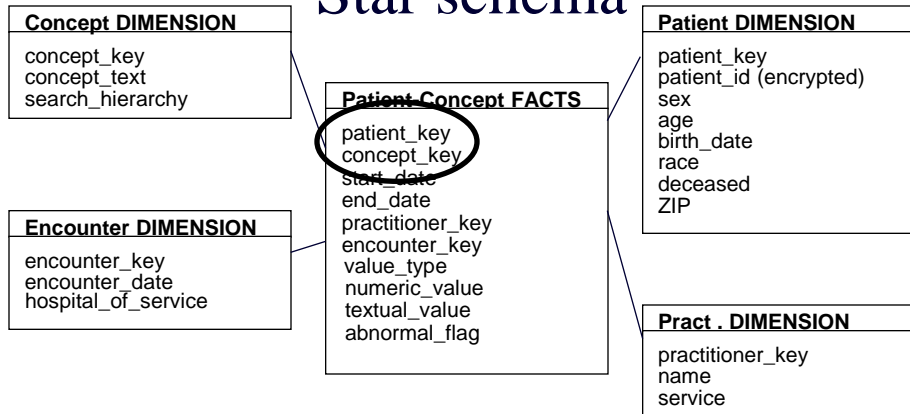 Star schema
Concept DIMENSION
concept_key
concept_text
search_hierarchy
Encounter DIMENSION
encounter_key
encounter_date
hospital_of_service
Patient-Concept FACTS
patient_key
concept_key
start_date
end_date
practitioner_key
encounter_key
value_type
numeric_value
textual_value
abnormal_flag
Patient DIMENSION
patient_key
patient_id (encrypted)
sex
age
birth_date
race
deceased
ZIP
Pract . DIMENSION
practitioner_key
name
service